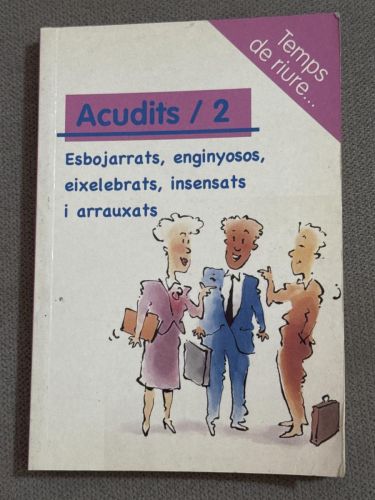 Temps
de riure...
Acudits / 2
Esbojarrats, enginyosos,
eixelebrats, insensats
i arrauxats